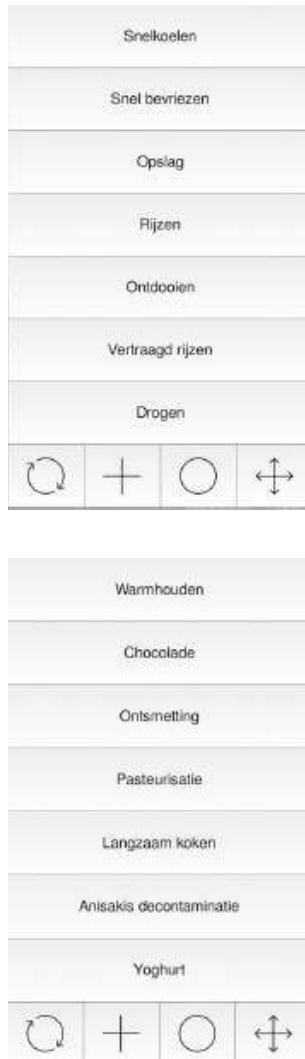 Snelkoelen
Snel bevriezen
Opslag
Rijzen
Ontdooien
Vertraagd rijzen
Drogen
Warmhouden
Chocolade
Ontsmetting
Pasteurisatie
Langzaam koken
Anisakis decontaminatie
Yoghurt